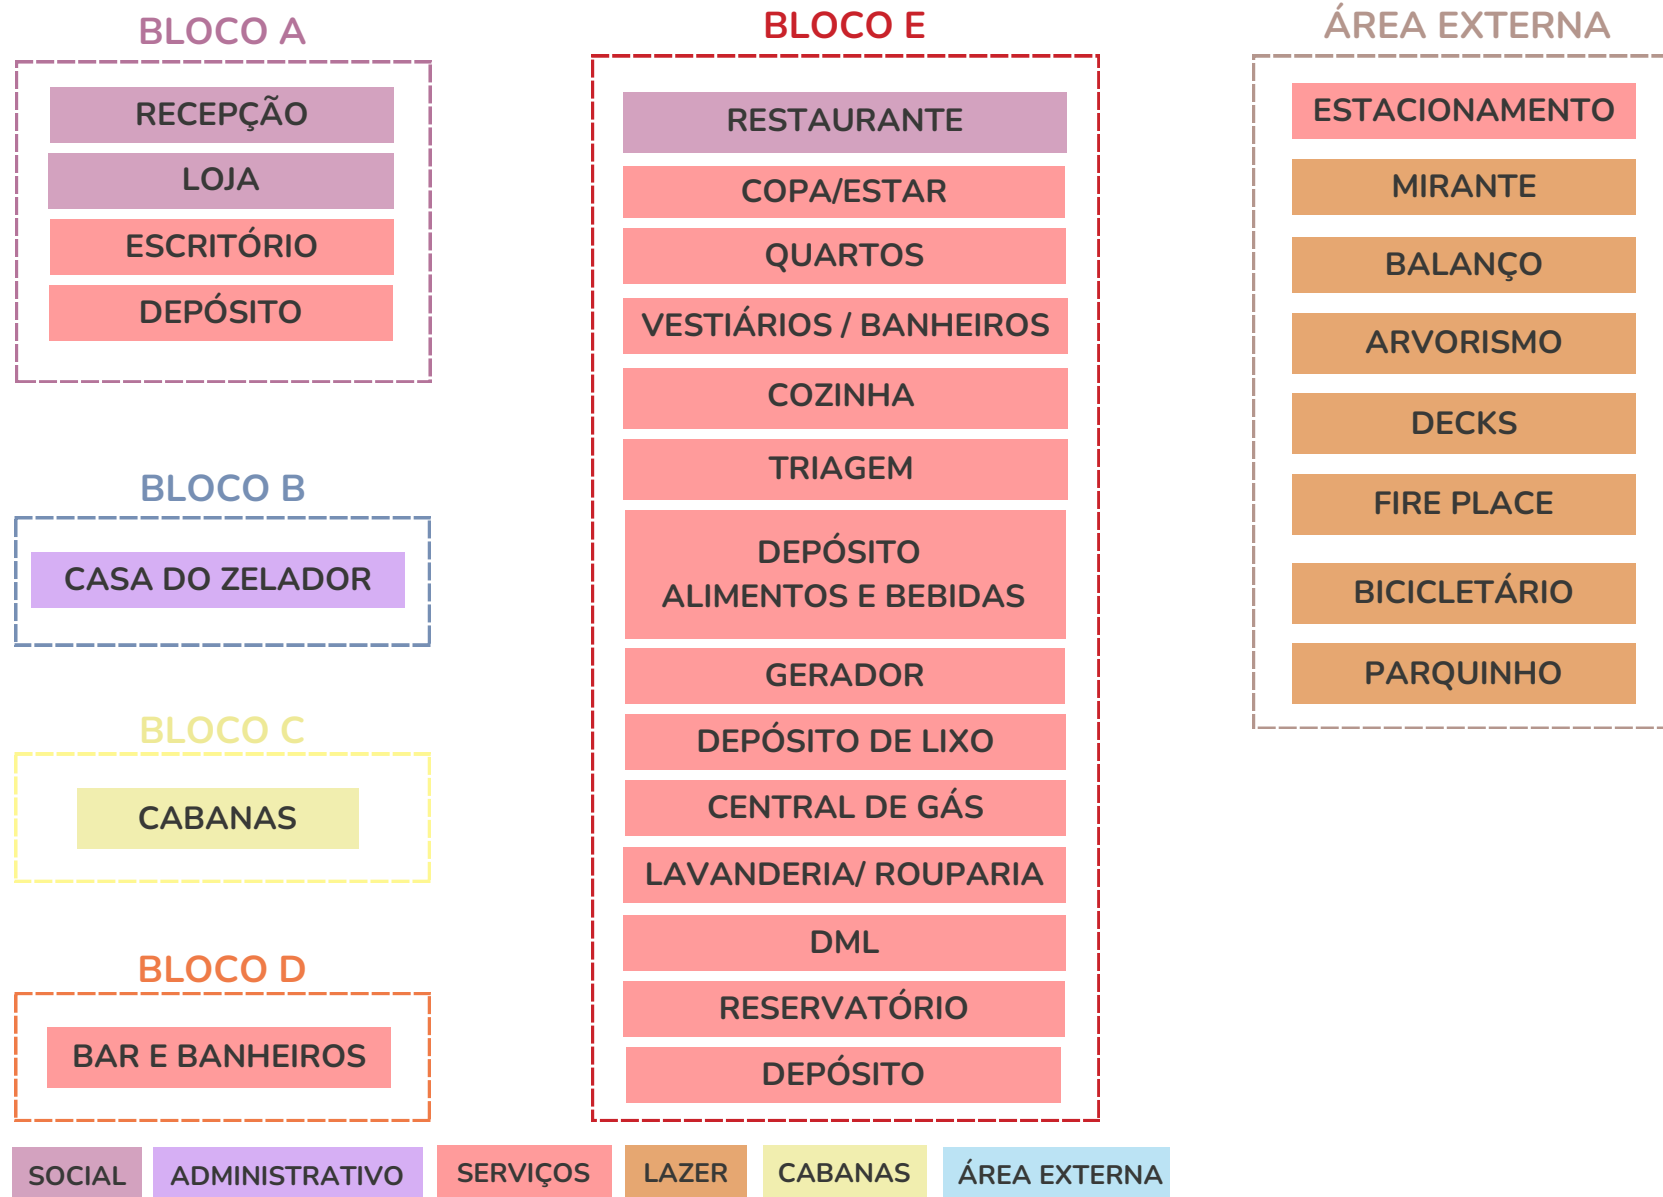 BLOCO A
RECEPÇÃO
LOJA
ESCRITÓRIO
DEPÓSITO
BLOCO B
CASA DO ZELADOR
BLOCO C
CABANAS
BLOCO D
BAR E BANHEIROS
BLOCO E
RESTAURANTE
COPA/ESTAR
QUARTOS
VESTIÁRIOS / BANHEIROS
COZINHA
TRIAGEM
DEPÓSITO
ALIMENTOS E BEBIDAS
GERADOR
DEPÓSITO DE LIXO
CENTRAL DE GÁS
LAVANDERIA/ ROUPARIA
DML
RESERVATÓRIO
DEPÓSITO
ÁREA EXTERNA
ESTACIONAMENTO
MIRANTE
BALANÇO
ARVORISMO
DECKS
FIRE PLACE
BICICLETÁRIO
PARQUINHO
SOCIAL
ADMINISTRATIVO
SERVIÇOS
LAZER
CABANAS
ÁREA EXTERNA